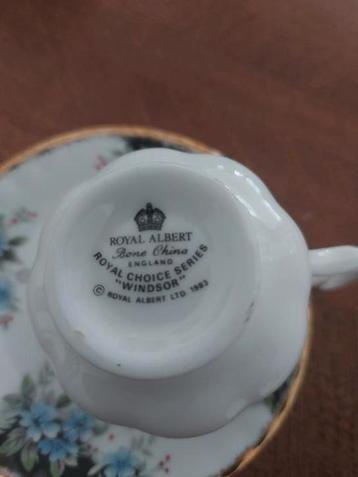 ROYAL ALBERT
Bone China
ENGLAND
ROYAL CHOICE SERIES
"WINDSOR"
© ROYAL ALBERT LTD 1983